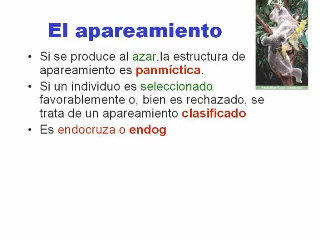 El apareamiento
• Si se produce al azar,la estructura de
apareamiento es panmíctica.
• Si un individuo es seleccionado
favorablemente o, bien es rechazado, se
trata de un apareamiento clasificado
• Es endocruza o endog